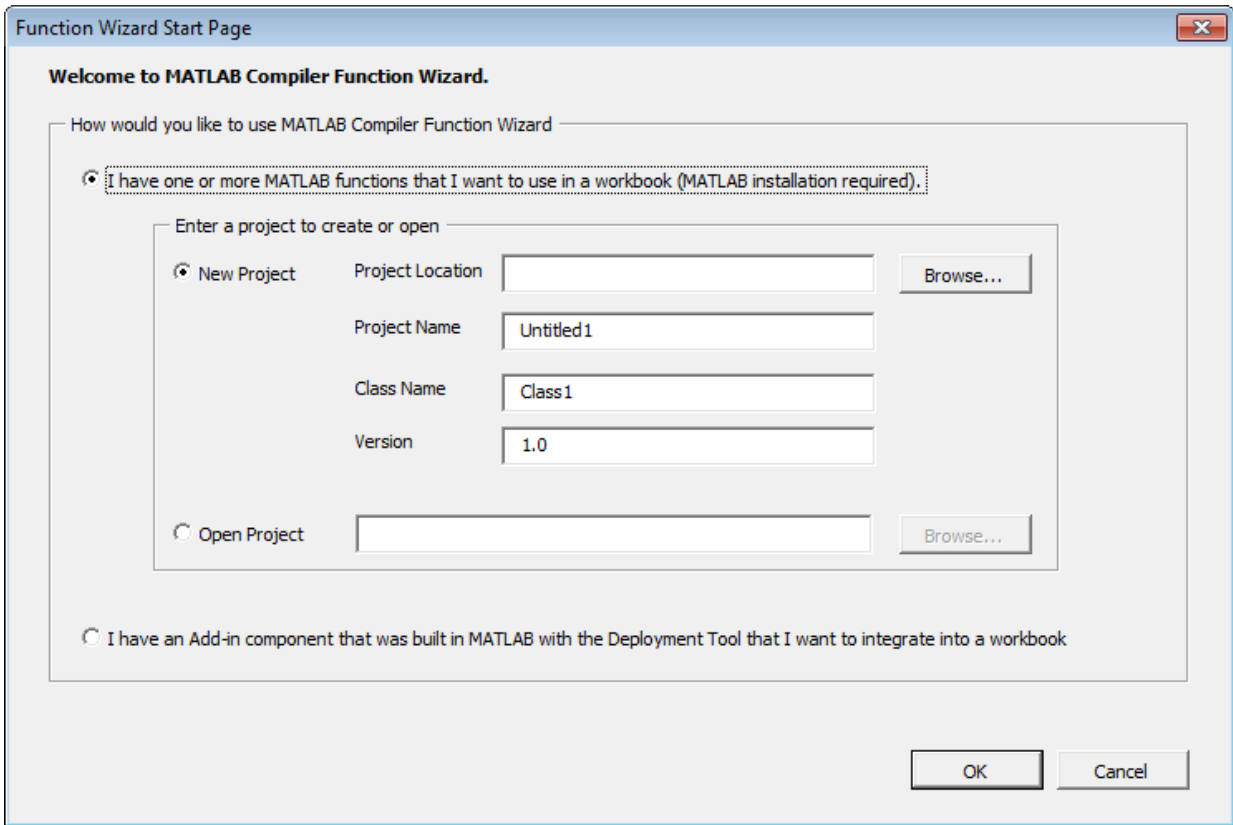 Function Wizard Start Page
Welcome to MATLAB Compiler Function Wizard.
How would you like to use MATLAB Compiler Function Wizard
I have one or more MATLAB functions that I want to use in a workbook (MATLAB installation required).
Enter a project to create or open
New Project Project Location Browse...
Project Name Untitled1
Class Name Class1
Version 1.0
Open Project Browse...
I have an Add-in component that was built in MATLAB with the Deployment Tool that I want to integrate into a workbook
OK Cancel